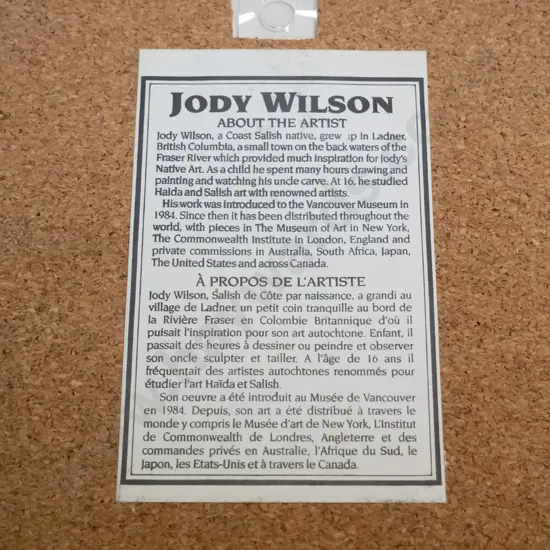 JODY WILSON
ABOUT THE ARTIST
Jody Wilson, a Coast Salish native, grew up in Ladner,
British Columbia, a small town on the back waters of the
Fraser River which provided much inspiration for Jody's
Native Art. As a child he spent many hours drawing and
painting and watching his uncle carve. At 16, he studied
Haida and Salish art with renowned artists.
His work was introduced to the Vancouver Museum in
1984. Since then it has been distributed throughout the
world, with pieces in The Museum of Art in New York,
The Commonwealth Institute in London, England and
private commissions in Australia, South Africa, Japan,
The United States and across Canada.
À PROPOS DE L'ARTISTE
Jody Wilson, Salish de Côte par naissance, a grandi au
village de Ladner, un petit coin tranquille au bord de
la Rivière Fraser en Colombie Britannique d'où il
puisait l'inspiration pour son art autochtone. Enfant, il
passait des heures à dessiner ou peindre et observer
son oncle sculpter et tailler. A l'âge de 16 ans il
fréquentait des artistes autochtones renommés pour
étudier l'art Haïda et Salish.
Son oeuvre a été introduit au Musée de Vancouver
en 1984. Depuis, son art a été distribué à travers le
monde y compris le Musée d'art de New York, L'Institut
de Commonwealth de Londres, Angleterre et des
commandes privés en Australie, l'Afrique du Sud, le
Japon, les Etats-Unis et à travers le Canada.